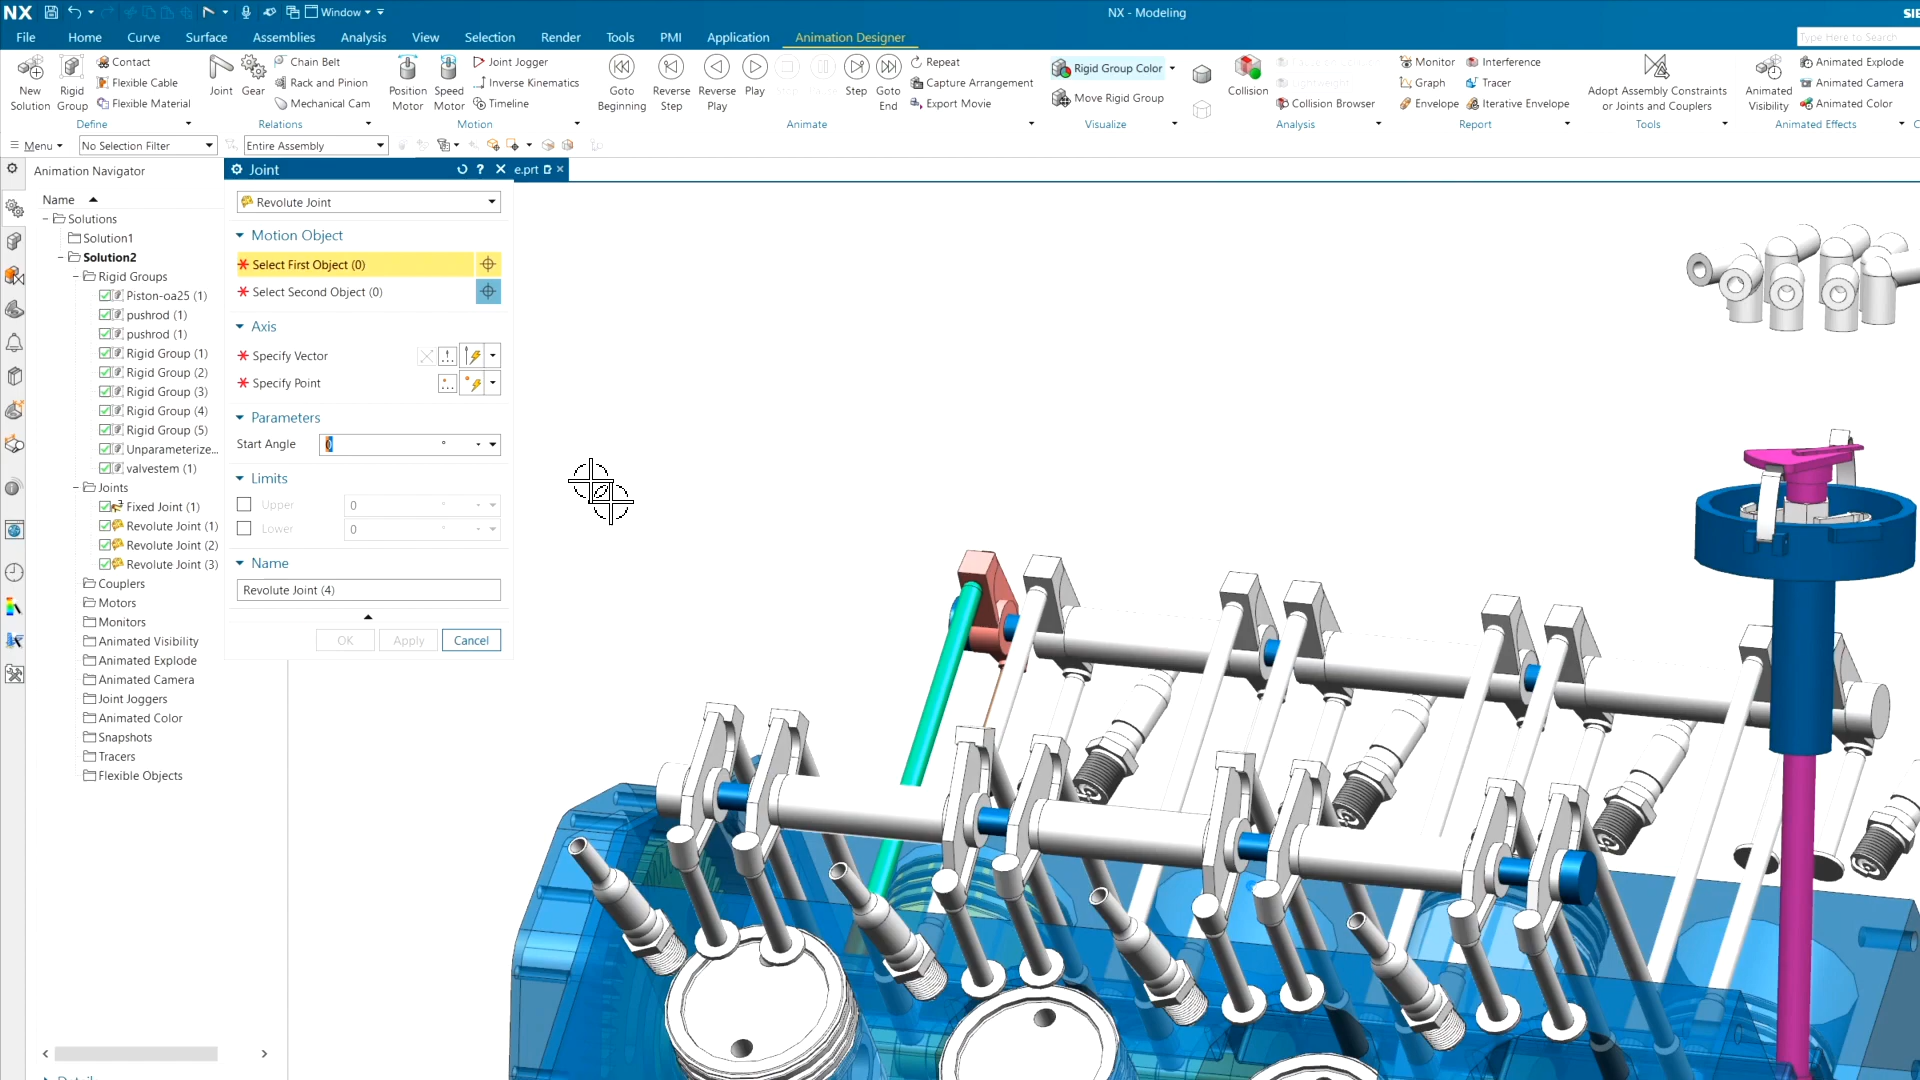 NX
Window
NX - Modeling
SIE
File
Home
Curve
Surface
Assemblies
Analysis
View
Selection
Render
Tools
PMI
Application
Animation Designer
Type Here to Search
New Solution
Rigid Group
Contact
Flexible Cable
Flexible Material
Define
Joint
Gear
Chain Belt
Rack and Pinion
Mechanical Cam
Relations
Position Motor
Speed Motor
Joint Jogger
Inverse Kinematics
Timeline
Motion
Goto Beginning
Reverse Step
Reverse Play
Play
Step
Goto End
Repeat
Capture Arrangement
Export Movie
Animate
Rigid Group Color
Move Rigid Group
Visualize
Collision
Collision Browser
Analysis
Monitor
Graph
Envelope
Interference
Tracer
Iterative Envelope
Report
Adopt Assembly Constraints or Joints and Couplers
Tools
Animated Visibility
Animated Explode
Animated Camera
Animated Color
Animated Effects
Menu
No Selection Filter
Entire Assembly
Animation Navigator
Name
Solutions
Solution1
Solution2
Rigid Groups
Piston-oa25 (1)
pushrod (1)
pushrod (1)
Rigid Group (1)
Rigid Group (2)
Rigid Group (3)
Rigid Group (4)
Rigid Group (5)
Unparameterize...
valvestem (1)
Joints
Fixed Joint (1)
Revolute Joint (1)
Revolute Joint (2)
Revolute Joint (3)
Couplers
Motors
Monitors
Animated Visibility
Animated Explode
Animated Camera
Joint Joggers
Animated Color
Snapshots
Tracers
Flexible Objects
Joint
e.prt
Revolute Joint
Motion Object
Select First Object (0)
Select Second Object (0)
Axis
Specify Vector
Specify Point
Parameters
Start Angle
0 °
Limits
Upper
0 °
Lower
0 °
Name
Revolute Joint (4)
OK
Apply
Cancel